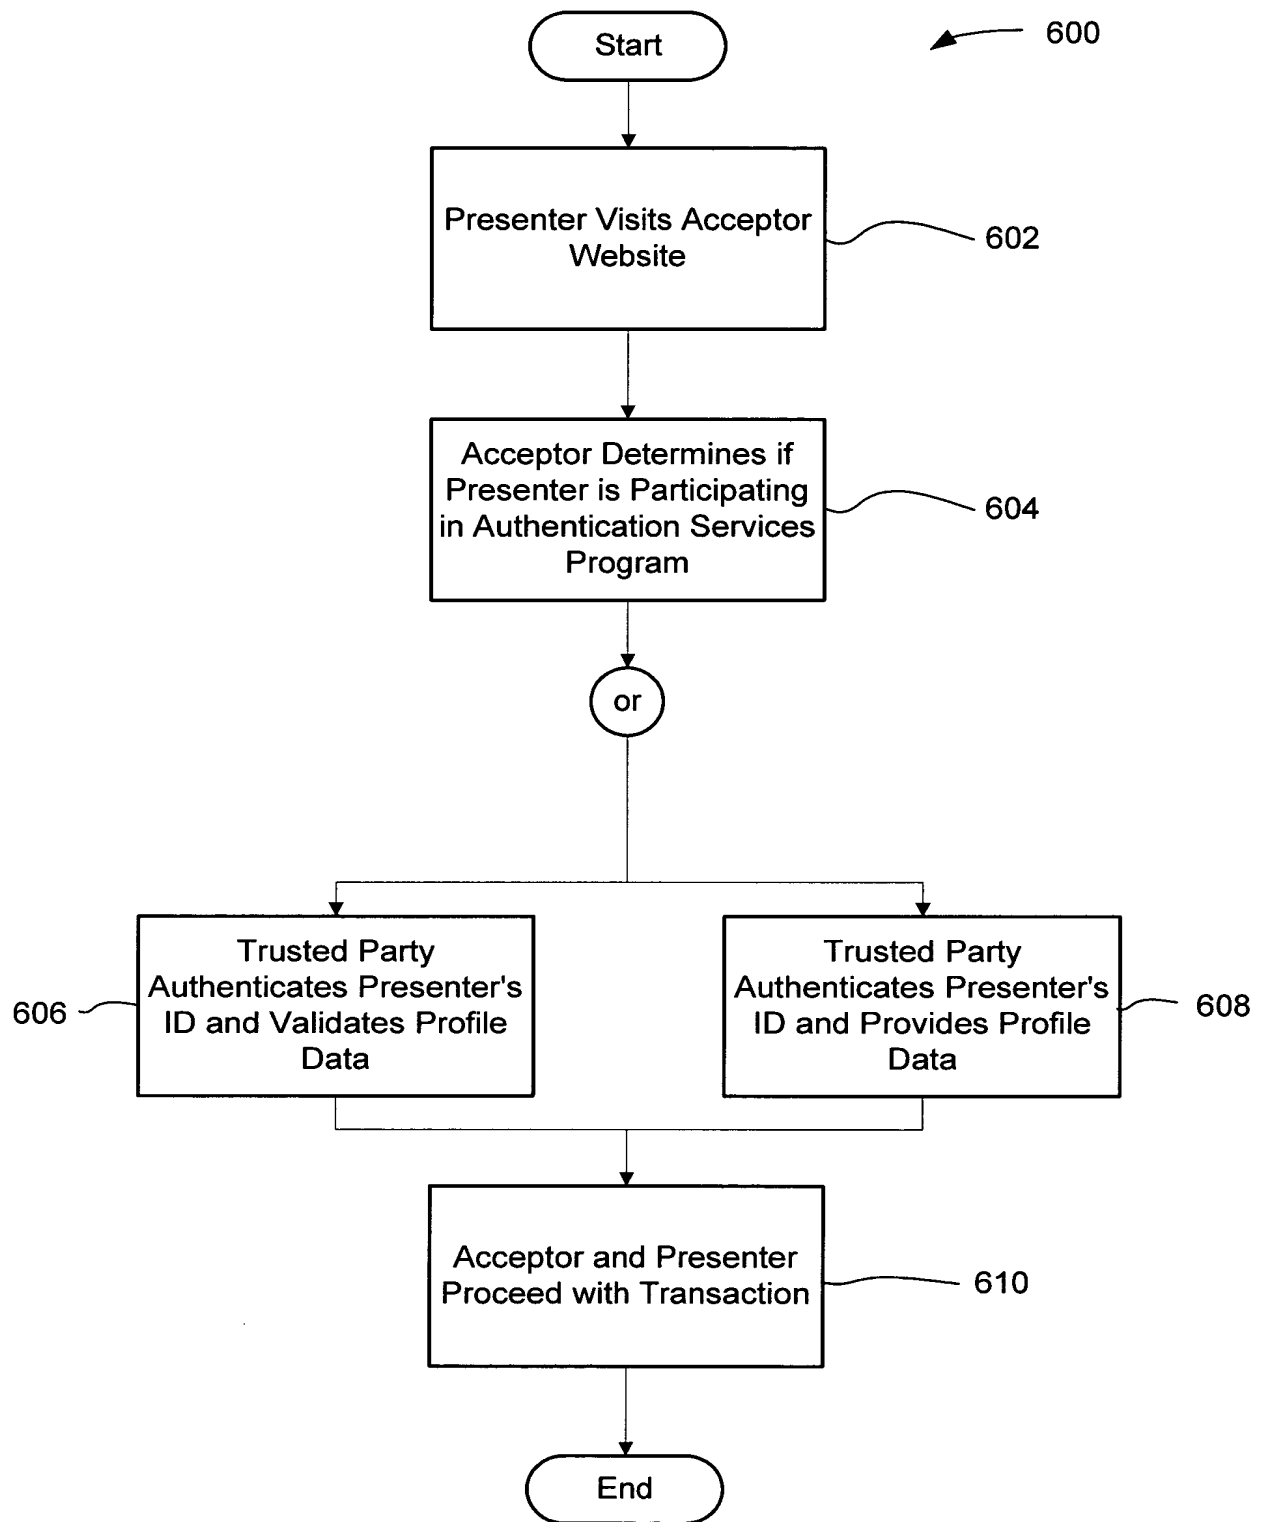 Start
600
Presenter Visits Acceptor
Website
602
Acceptor Determines if
Presenter is Participating
in Authentication Services
Program
604
or
Trusted Party
Authenticates Presenter's
ID and Validates Profile
Data
606
Trusted Party
Authenticates Presenter's
ID and Provides Profile
Data
608
Acceptor and Presenter
Proceed with Transaction
610
End